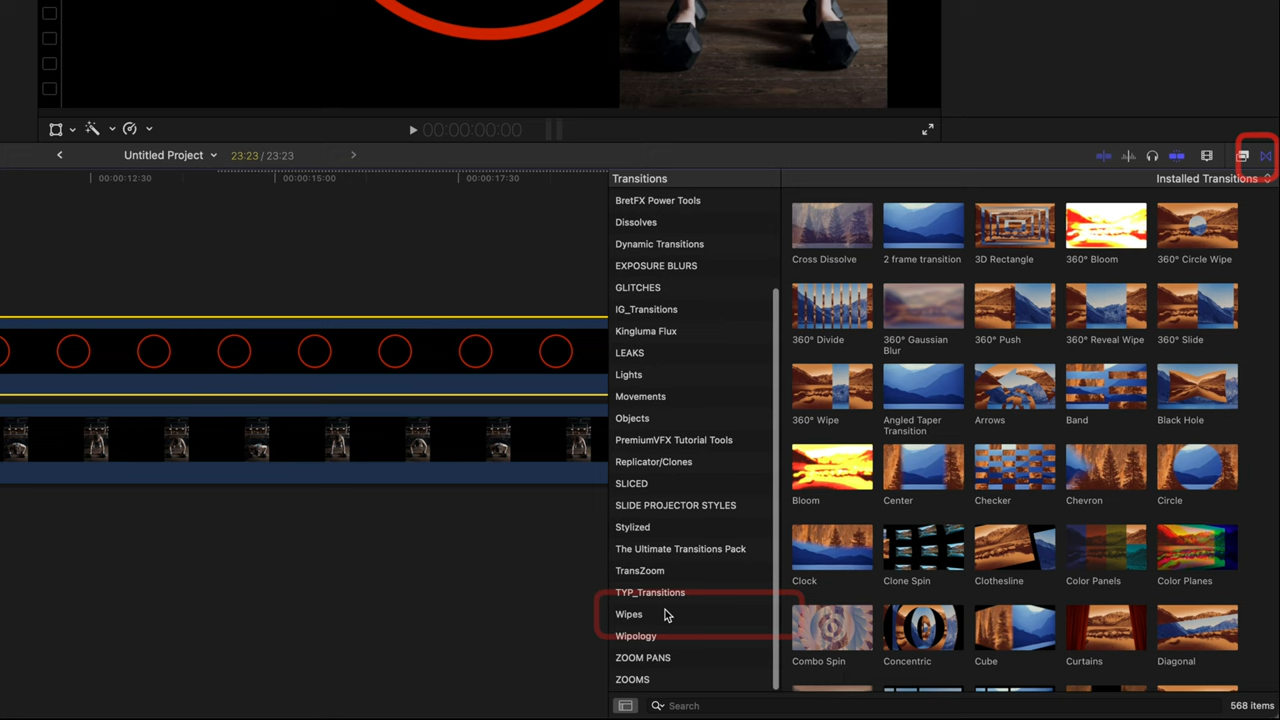 00:00:00:00
Untitled Project 23:23 / 23:23
00:00:12:30 00:00:15:00 00:00:17:30
Transitions Installed Transitions
BretFX Power Tools
Dissolves
Dynamic Transitions
EXPOSURE BLURS
GLITCHES
IG_Transitions
Kingluma Flux
LEAKS
Lights
Movements
Objects
PremiumVFX Tutorial Tools
Replicator/Clones
SLICED
SLIDE PROJECTOR STYLES
Stylized
The Ultimate Transitions Pack
TransZoom
TYP_Transitions
Wipes
Wipology
ZOOM PANS
ZOOMS
Cross Dissolve 2 frame transition 3D Rectangle 360° Bloom 360° Circle Wipe
360° Divide 360° Gaussian Blur 360° Push 360° Reveal Wipe 360° Slide
360° Wipe Angled Taper Transition Arrows Band Black Hole
Bloom Center Checker Chevron Circle
Clock Clone Spin Clothesline Color Panels Color Planes
Combo Spin Concentric Cube Curtains Diagonal
Search 568 items